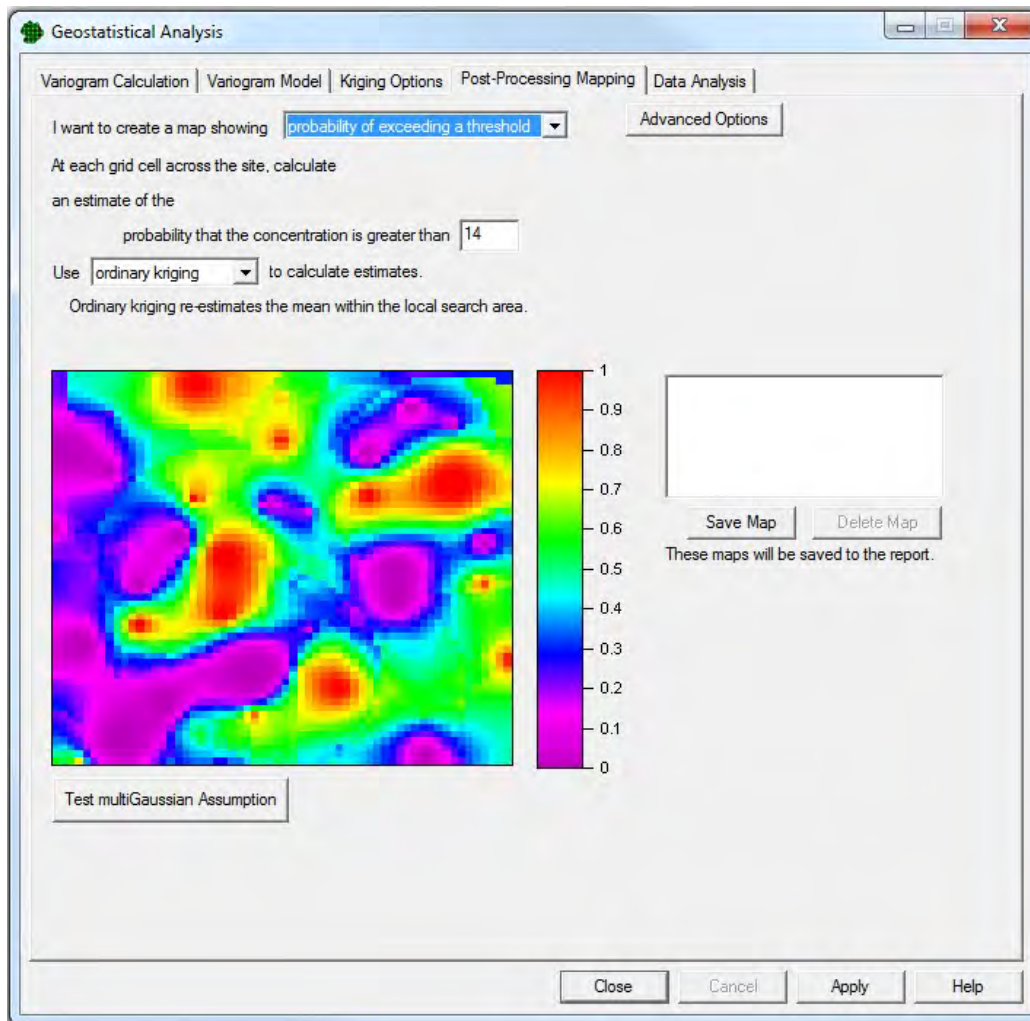 Geostatistical Analysis
Variogram Calculation
Variogram Model
Kriging Options
Post-Processing Mapping
Data Analysis
I want to create a map showing
probability of exceeding a threshold
Advanced Options
At each grid cell across the site, calculate
an estimate of the
probability that the concentration is greater than
14
Use
ordinary kriging
to calculate estimates.
Ordinary kriging re-estimates the mean within the local search area.
1
0.9
0.8
0.7
0.6
0.5
0.4
0.3
0.2
0.1
0
Save Map
Delete Map
These maps will be saved to the report.
Test multiGaussian Assumption
Close
Cancel
Apply
Help